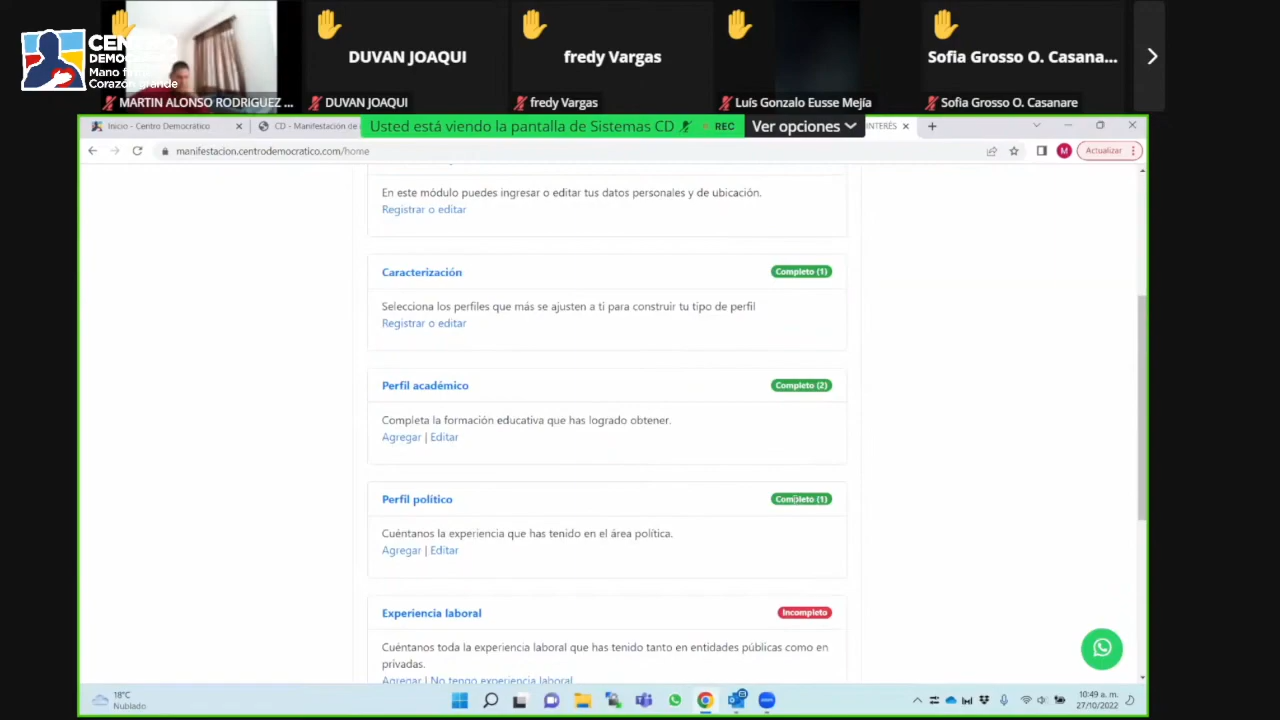 CENTRO
DEMOCRÁTICO
Mano firme
Corazón grande
DUVAN JOAQUI
fredy Vargas
Sofia Grosso O. Casana...
MARTIN ALONSO RODRIGUEZ ...
DUVAN JOAQUI
fredy Vargas
Luís Gonzalo Eusse Mejía
Sofia Grosso O. Casanare
Inicio - Centro Democrático
CD - Manifestación de
Usted está viendo la pantalla de Sistemas CD
REC
Ver opciones
INTERÉS
manifestacion.centrodemocratico.com/home
M
Actualizar
En este módulo puedes ingresar o editar tus datos personales y de ubicación.
Registrar o editar
Caracterización
Completo (1)
Selecciona los perfiles que más se ajusten a ti para construir tu tipo de perfil
Registrar o editar
Perfil académico
Completo (2)
Completa la formación educativa que has logrado obtener.
Agregar | Editar
Perfil político
Completo (1)
Cuéntanos la experiencia que has tenido en el área política.
Agregar | Editar
Experiencia laboral
Incompleto
Cuéntanos toda la experiencia laboral que has tenido tanto en entidades públicas como en
privadas.
Agregar | No tengo experiencia laboral
18°C
Nublado
10:49 a. m.
27/10/2022